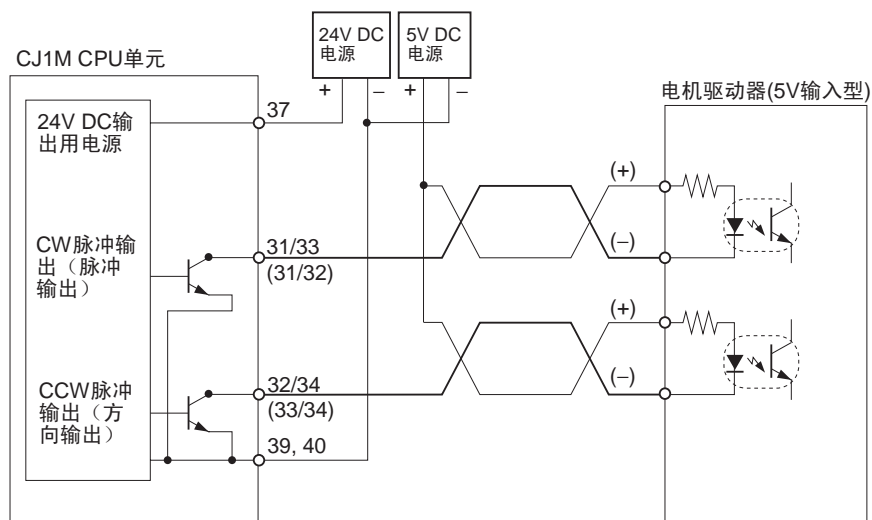 24V DC
电源
5V DC
电源
CJ1M CPU单元
电机驱动器(5V输入型)
+
–
+
–
37
24V DC输
出用电源
(+)
CW脉冲输
出（脉冲
输出）
31/33
(31/32)
(–)
(+)
CCW脉冲
输出（方
向输出）
32/34
(33/34)
(–)
39, 40